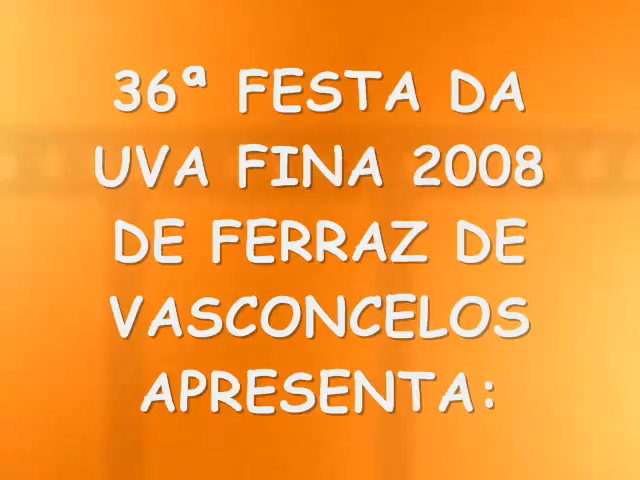 36ª FESTA DA
UVA FINA 2008
DE FERRAZ DE
VASCONCELOS
APRESENTA: